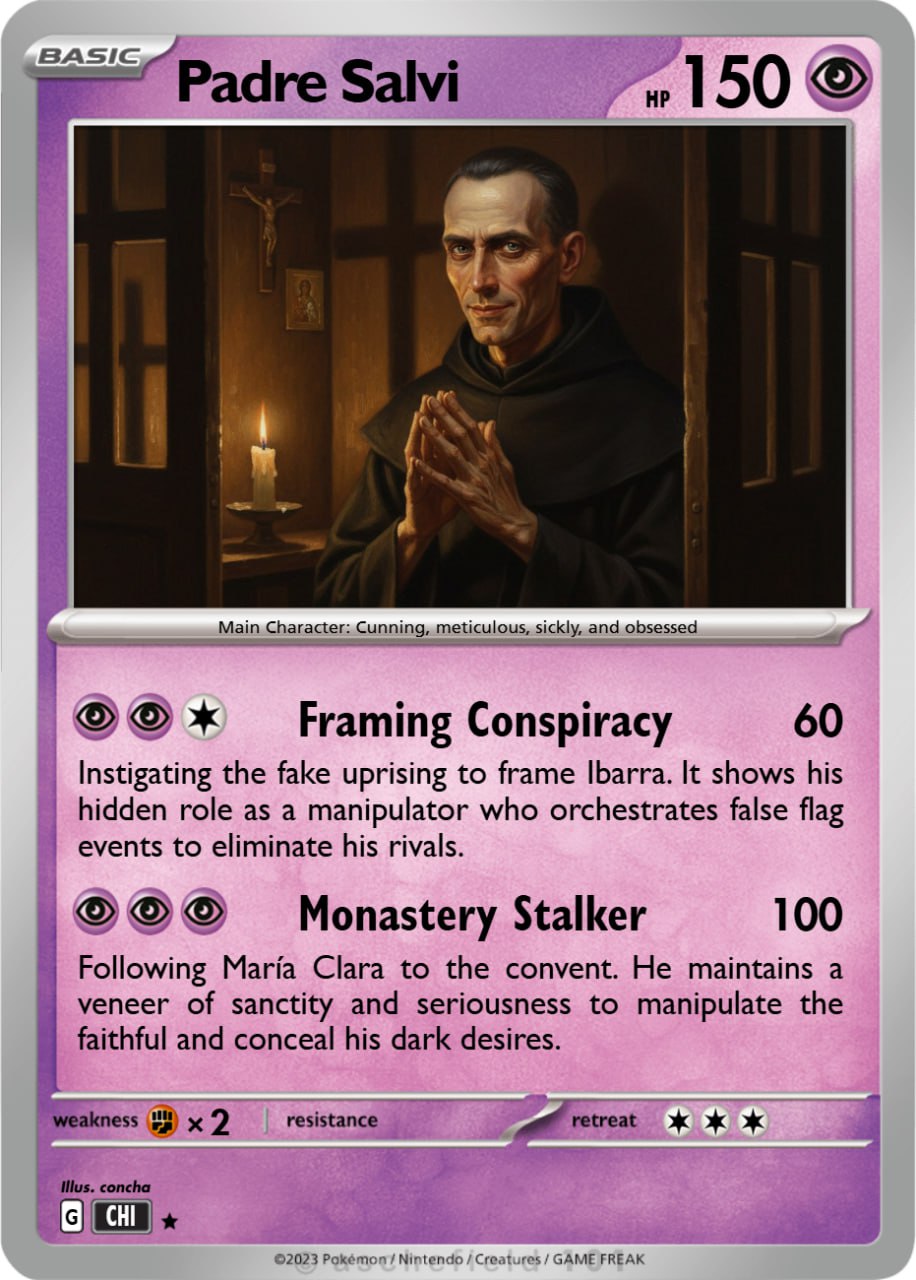 BASIC
Padre Salvi
HP 150
Main Character: Cunning, meticulous, sickly, and obsessed
Framing Conspiracy 60
Instigating the fake uprising to frame Ibarra. It shows his
hidden role as a manipulator who orchestrates false flag
events to eliminate his rivals.
Monastery Stalker 100
Following María Clara to the convent. He maintains a
veneer of sanctity and seriousness to manipulate the
faithful and conceal his dark desires.
weakness × 2 resistance retreat
Illus. concha
G CHI
©2023 Pokémon / Nintendo / Creatures / GAME FREAK